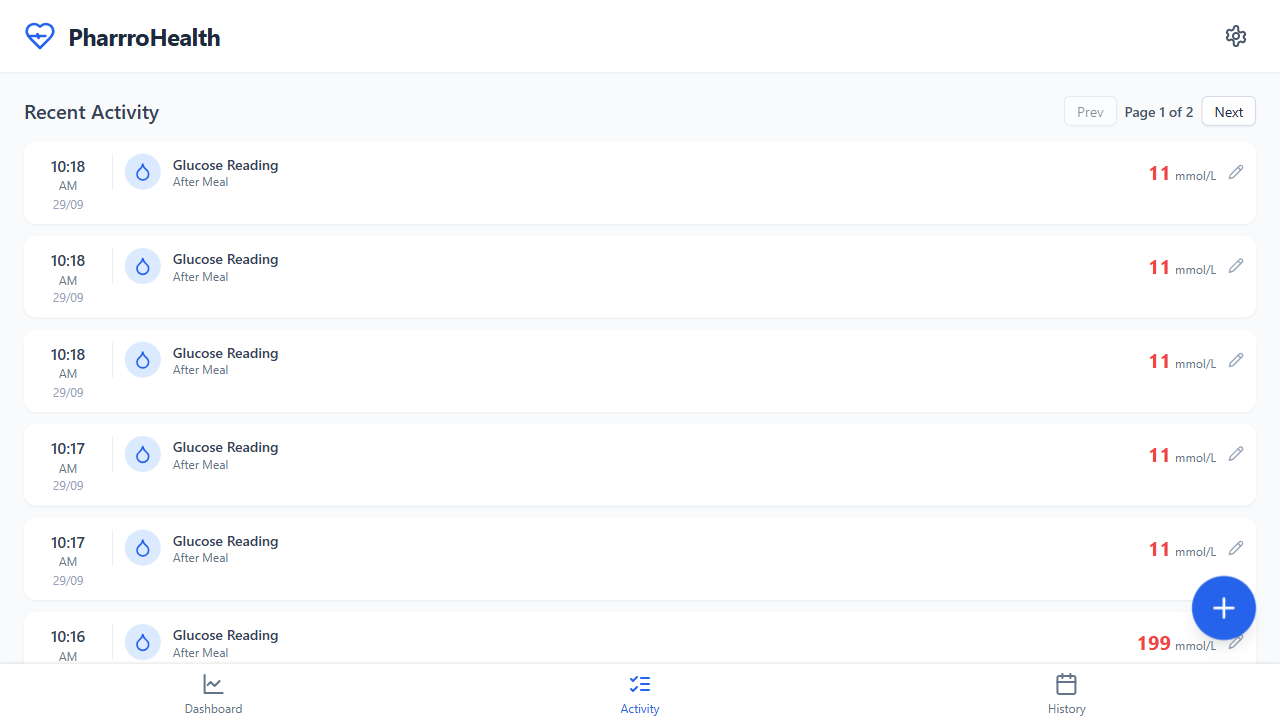 PharrroHealth
Recent Activity
Prev
Page 1 of 2
Next
10:18
AM
29/09
Glucose Reading
After Meal
11 mmol/L
10:18
AM
29/09
Glucose Reading
After Meal
11 mmol/L
10:18
AM
29/09
Glucose Reading
After Meal
11 mmol/L
10:17
AM
29/09
Glucose Reading
After Meal
11 mmol/L
10:17
AM
29/09
Glucose Reading
After Meal
11 mmol/L
10:16
AM
Glucose Reading
After Meal
199 mmol/L
Dashboard
Activity
History